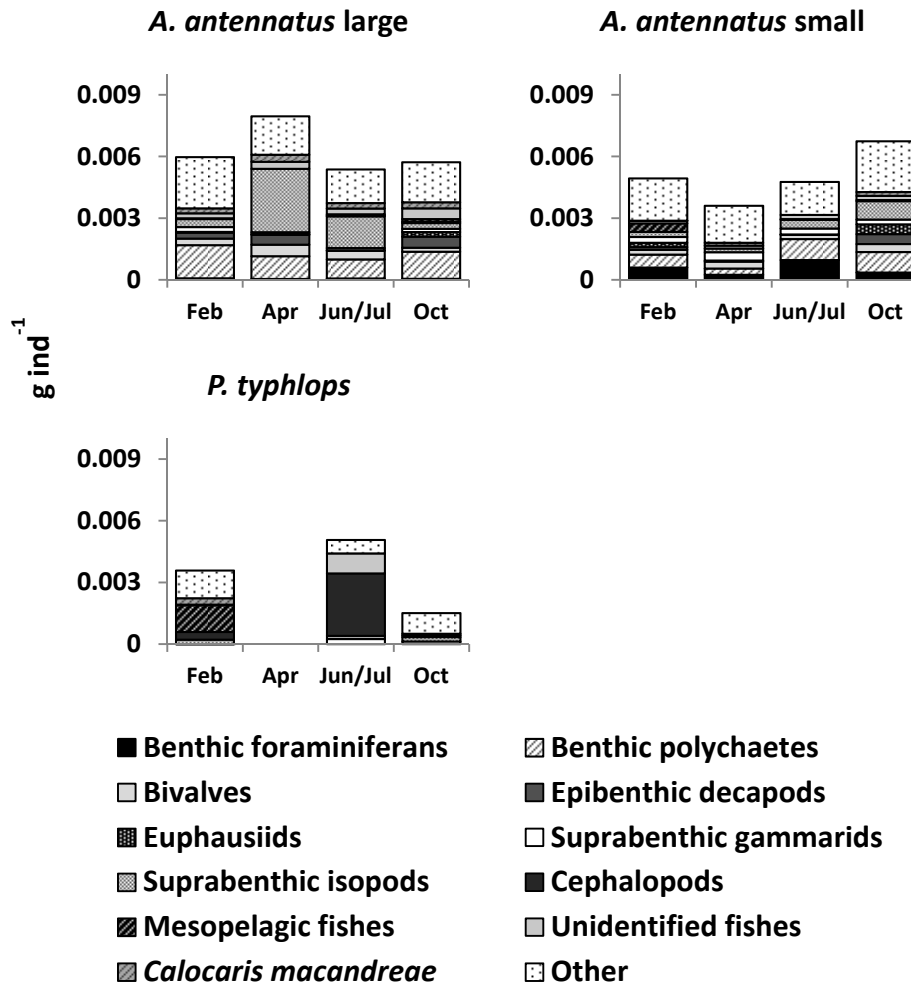 A. antennatus large
A. antennatus small
0.009
0.006
0.003
0
Feb Apr Jun/Jul Oct
0.009
0.006
0.003
0
Feb Apr Jun/Jul Oct
g ind⁻¹
P. typhlops
0.009
0.006
0.003
0
Feb Apr Jun/Jul Oct
Benthic foraminiferans
Benthic polychaetes
Bivalves
Epibenthic decapods
Euphausiids
Suprabenthic gammarids
Suprabenthic isopods
Cephalopods
Mesopelagic fishes
Unidentified fishes
Calocaris macandreae
Other